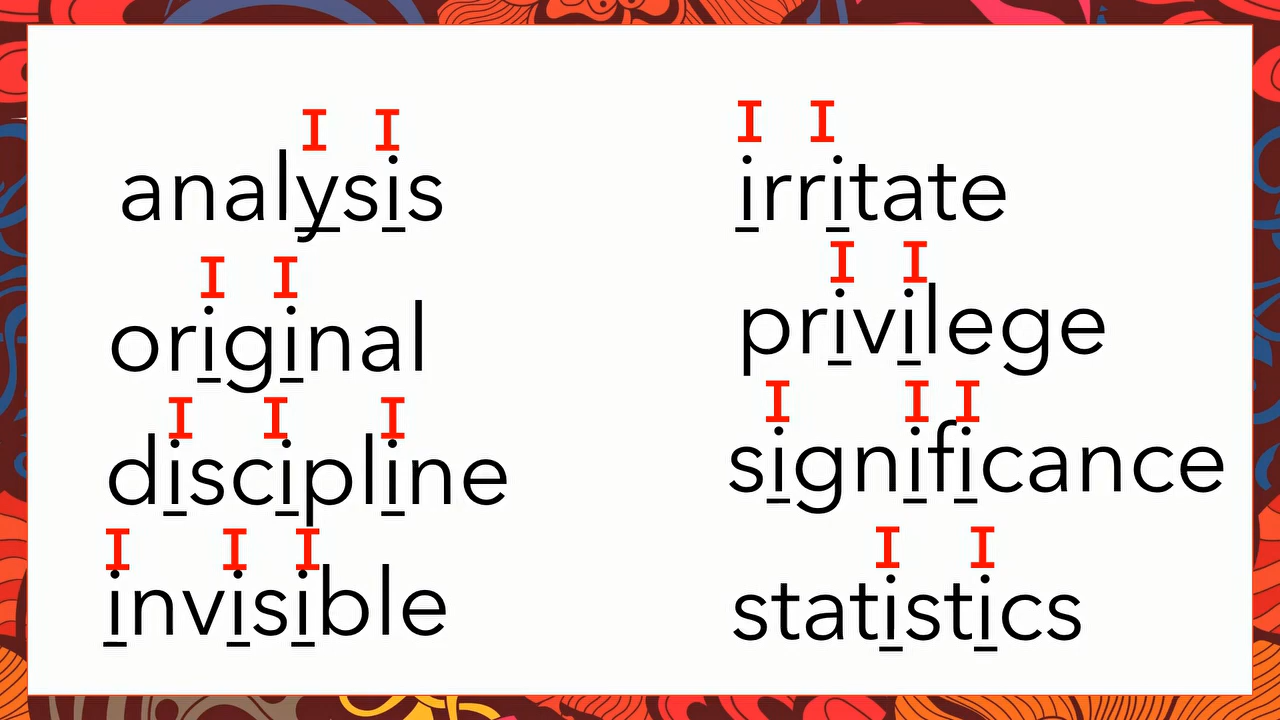 I I
analysis
I I
original
I I I
discipline
I I I
invisible
I I
irritate
I I
privilege
I I I
significance
I I
statistics